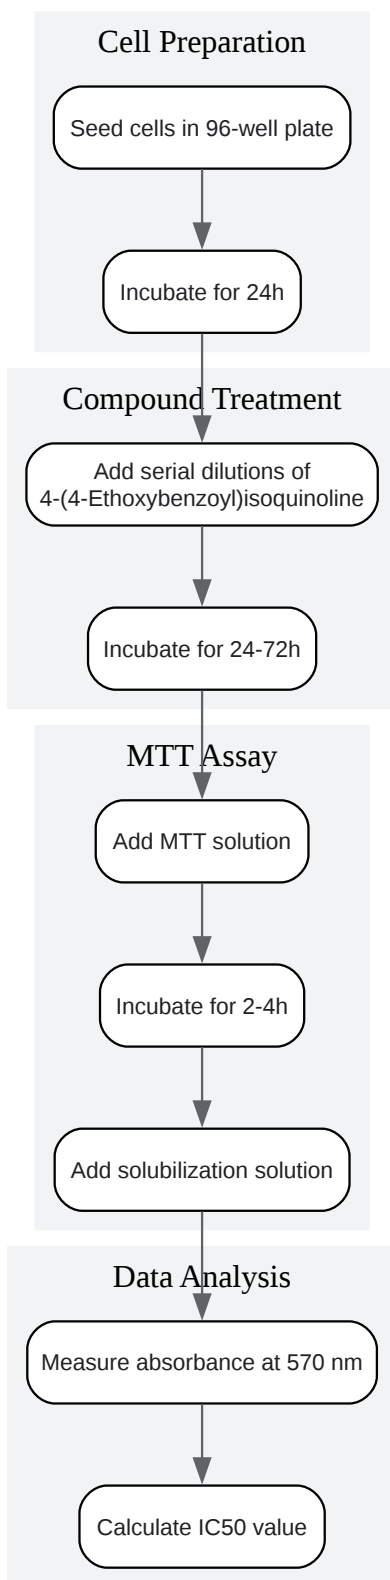 Cell Preparation
Seed cells in 96-well plate
Incubate for 24h
Compound Treatment
Add serial dilutions of
4-(4-Ethoxybenzoyl)isoquinoline
Incubate for 24-72h
MTT Assay
Add MTT solution
Incubate for 2-4h
Add solubilization solution
Data Analysis
Measure absorbance at 570 nm
Calculate IC50 value